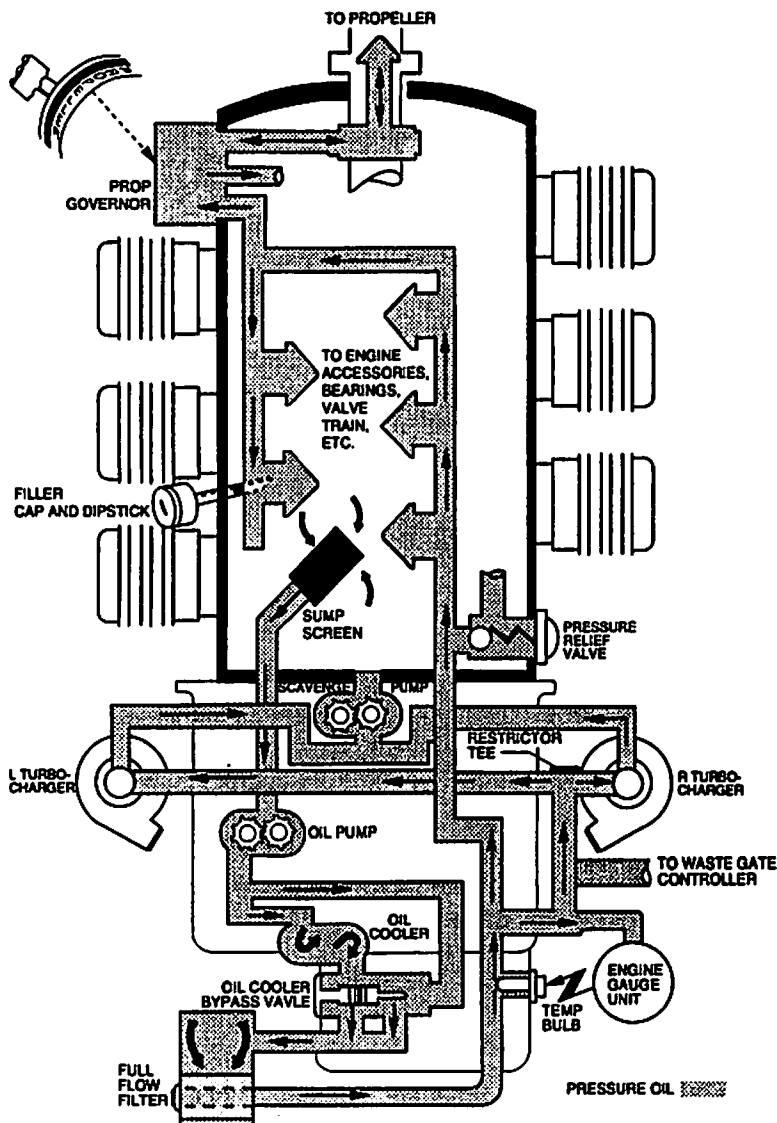 TO PROPELLER
PROP
GOVERNOR
TO ENGINE
ACCESSORIES,
BEARINGS,
VALVE
TRAIN,
ETC.
FILLER
CAP AND DIPSTICK
SUMP
SCREEN
PRESSURE
RELIEF
VALVE
SCAVENGE PUMP
RESTRICTOR
TEE
L TURBO-
CHARGER
R TURBO-
CHARGER
OIL PUMP
TO WASTE GATE
CONTROLLER
OIL
COOLER
OIL COOLER
BYPASS VAVLE
TEMP
BULB
ENGINE
GAUGE
UNIT
FULL
FLOW
FILTER
PRESSURE OIL